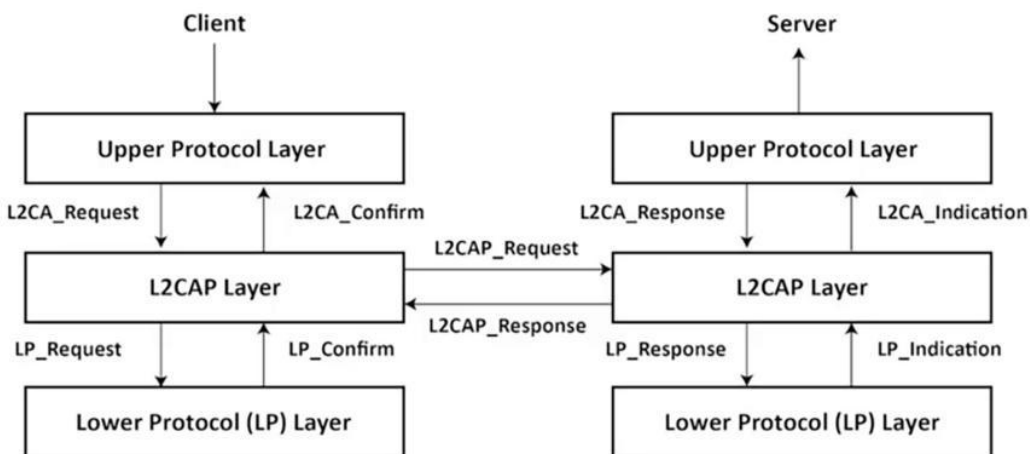 Client
Server
Upper Protocol Layer
Upper Protocol Layer
L2CA_Request
L2CA_Confirm
L2CA_Response
L2CA_Indication
L2CAP_Request
L2CAP Layer
L2CAP Layer
L2CAP_Response
LP_Request
LP_Confirm
LP_Response
LP_Indication
Lower Protocol (LP) Layer
Lower Protocol (LP) Layer